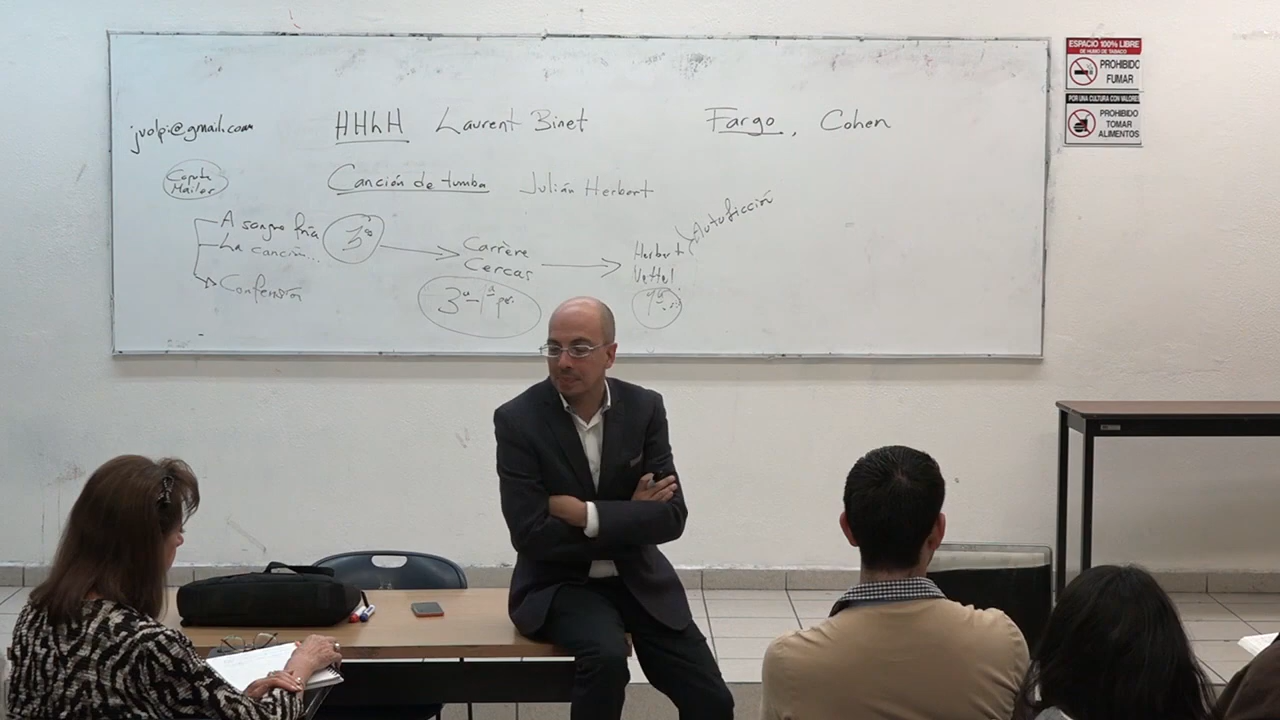 jvolpi@gmail.com
HHhH Laurent Binet
Fargo, Cohen
Capote
Mailer
Canción de tumba Julián Herbert
A sangre fría
La canción...
Confesión
3ª
Carrère
Cercas
3ª-1ª
Herbert
Autoficción
ESPACIO 100% LIBRE
DE HUMO DE TABACO
PROHIBIDO
FUMAR
POR UNA CULTURA CON VALORES
PROHIBIDO
TOMAR
ALIMENTOS